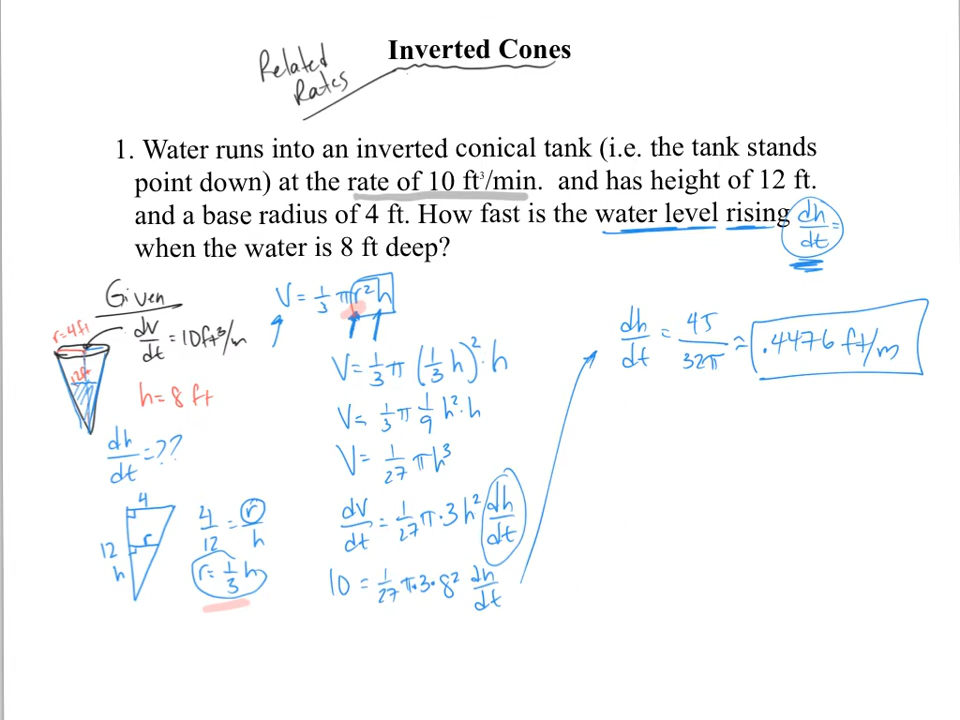 Inverted Cones
Related
Rates
1. Water runs into an inverted conical tank (i.e. the tank stands
point down) at the rate of 10 ft³/min. and has height of 12 ft.
and a base radius of 4 ft. How fast is the water level rising dh/dt =
when the water is 8 ft deep?
Given
r=4ft
dv/dt = 10ft³/m
12ft
h=8 ft
dh/dt = ??
4
12
r
h
4/12 = r/h
r = 1/3 h
V = 1/3 πr²h
V = 1/3 π (1/3 h)² · h
V = 1/3 π 1/9 h² · h
V = 1/27 πh³
dv/dt = 1/27 π · 3h² dh/dt
10 = 1/27 π · 3 · 8² dh/dt
dh/dt = 45/32π ≈ .4476 ft/m